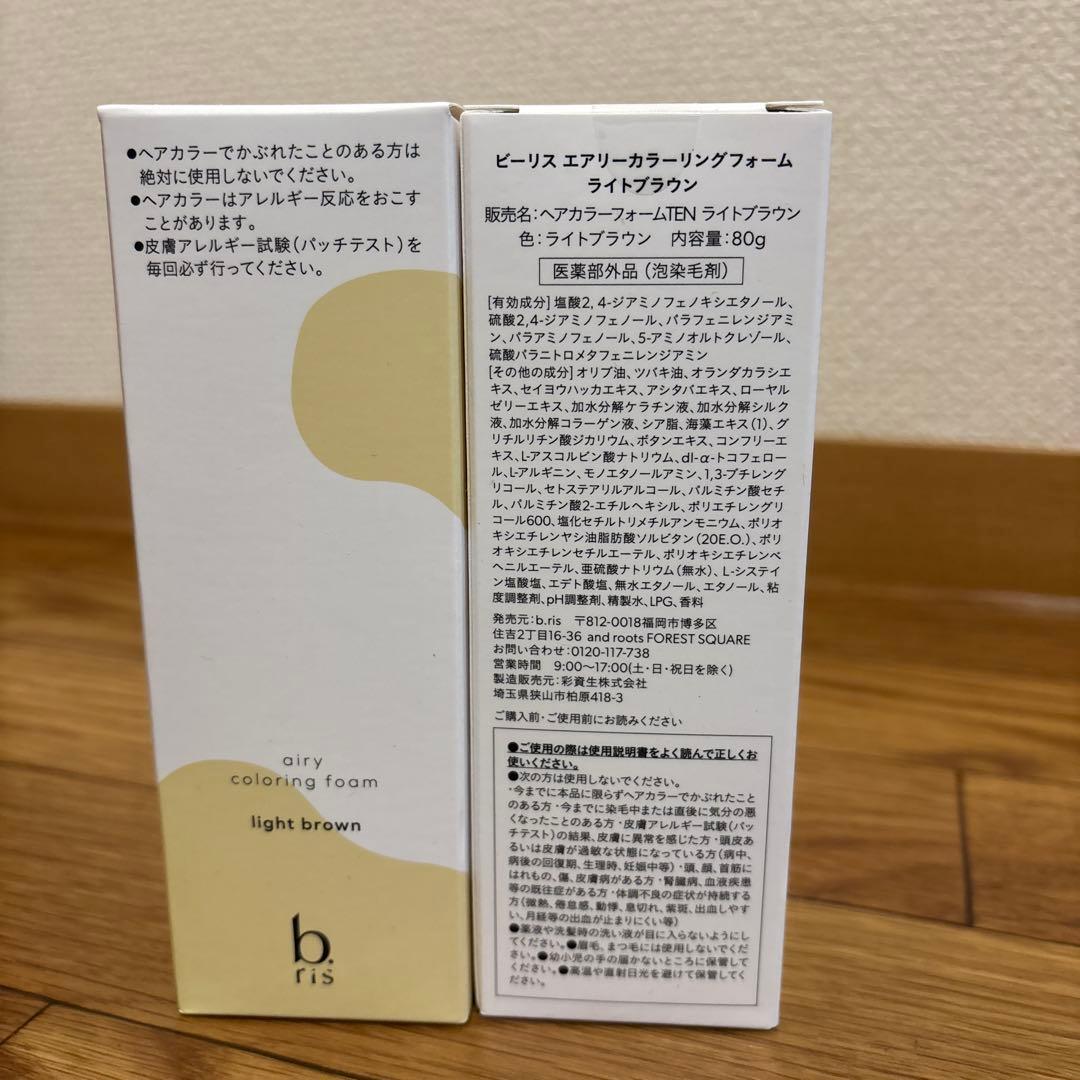 ●ヘアカラーでかぶれたことのある方は
絶対に使用しないでください。
●ヘアカラーはアレルギー反応をおこす
ことがあります。
●皮膚アレルギー試験(パッチテスト)を
毎回必ず行ってください。
airy
coloring foam
light brown
b.
ris
ビーリス エアリーカラーリングフォーム
ライトブラウン
販売名:ヘアカラーフォームTEN ライトブラウン
色:ライトブラウン 内容量:80g
医薬部外品(泡染毛剤)
[有効成分]塩酸2,4-ジアミノフェノキシエタノール、
硫酸2,4-ジアミノフェノール、パラフェニレンジアミ
ン、パラアミノフェノール、5-アミノオルトクレゾール、
硫酸パラニトロメタフェニレンジアミン
[その他の成分]オリブ油、ツバキ油、オランダカラシエ
キス、セイヨウハッカエキス、アシタバエキス、ローヤル
ゼリーエキス、加水分解ケラチン液、加水分解シルク
液、加水分解コラーゲン液、シア脂、海藻エキス(1)、グ
リチルリチン酸ジカリウム、ボタンエキス、コンフリーエ
キス、L-アスコルビン酸ナトリウム、dl-α-トコフェロ
ール、L-アルギニン、モノエタノールアミン、1,3-ブチレング
リコール、セトステアリルアルコール、パルミチン酸セチ
ル、パルミチン酸2-エチルヘキシル、ポリエチレングリ
コール600、塩化セチルトリメチルアンモニウム、ポリオ
キシエチレンヤシ油脂肪酸ソルビタン(20E.O.)、ポリ
オキシエチレンセチルエーテル、ポリオキシエチレンベ
ヘニルエーテル、亜硫酸ナトリウム(無水)、L-システイ
ン塩酸塩、エデト酸塩、無水エタノール、エタノール、粘
度調整剤、pH調整剤、精製水、LPG、香料
発売元:b.ris 〒812-0018福岡市博多区
住吉2丁目16-36 and roots FOREST SQUARE
お問い合わせ:0120-117-738
営業時間 9:00〜17:00(土・日・祝日を除く)
製造販売元:彩資生株式会社
埼玉県狭山市柏原418-3
ご購入前・ご使用前にお読みください
●ご使用の際は使用説明書をよく読んで正しくお
使いください。
●次の方は使用しないでください。
・今までに本品に限らずヘアカラーでかぶれたこと
のある方・今までに染毛中または直後に気分の悪
くなったことのある方・皮膚アレルギー試験(パッ
チテスト)の結果、皮膚に異常を感じた方・頭皮あ
るいは皮膚が過敏な状態になっている方(病中、
病後の回復期、生理時、妊娠中等)・頭、顔、首筋に
はれもの、傷、皮膚病がある方・腎臓病、血液疾患
等の既往症がある方・体調不良の症状が持続する
方(微熱、倦怠感、動悸、息切れ、紫斑、出血しやす
い、月経等の出血が止まりにくい等)
●薬液や洗髪時の洗い液が目に入らないようにし
てください。●眉毛、まつ毛には使用しないでくだ
さい。●幼小児の手の届かないところに保管して
ください。●高温や直射日光を避けて保管してくだ
さい。